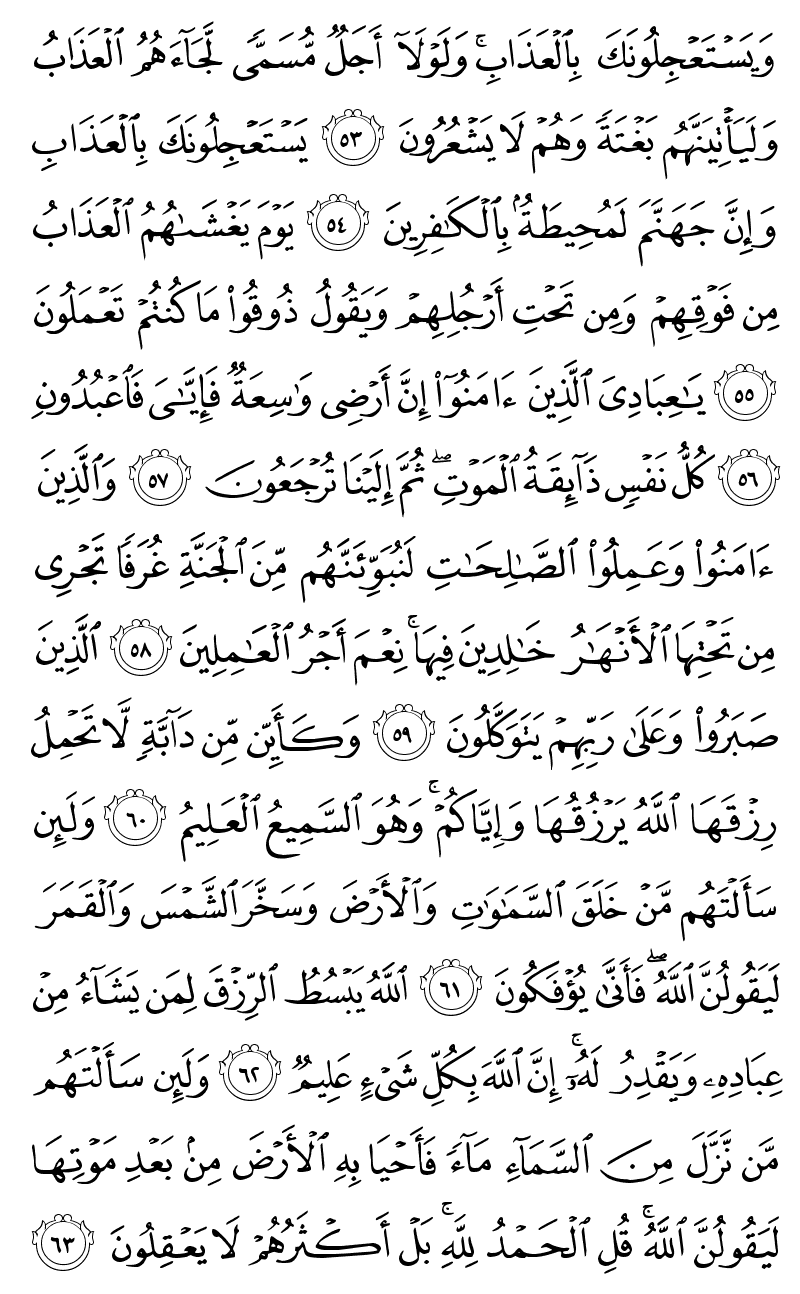 وَيَسْتَعْجِلُونَكَ بِٱلْعَذَابِ ۚ وَلَوْلَآ أَجَلٌ مُّسَمًّى لَّجَآءَهُمُ ٱلْعَذَابُ
وَلَيَأْتِيَنَّهُم بَغْتَةً وَهُمْ لَا يَشْعُرُونَ ٥٣ يَسْتَعْجِلُونَكَ بِٱلْعَذَابِ
وَإِنَّ جَهَنَّمَ لَمُحِيطَةٌۢ بِٱلْكَـٰفِرِينَ ٥٤ يَوْمَ يَغْشَىٰهُمُ ٱلْعَذَابُ
مِن فَوْقِهِمْ وَمِن تَحْتِ أَرْجُلِهِمْ وَيَقُولُ ذُوقُوا۟ مَا كُنتُمْ تَعْمَلُونَ
٥٥ يَـٰعِبَادِىَ ٱلَّذِينَ ءَامَنُوٓا۟ إِنَّ أَرْضِى وَٰسِعَةٌ فَإِيَّـٰىَ فَٱعْبُدُونِ
٥٦ كُلُّ نَفْسٍ ذَآئِقَةُ ٱلْمَوْتِ ۖ ثُمَّ إِلَيْنَا تُرْجَعُونَ ٥٧ وَٱلَّذِينَ
ءَامَنُوا۟ وَعَمِلُوا۟ ٱلصَّـٰلِحَـٰتِ لَنُبَوِّئَنَّهُم مِّنَ ٱلْجَنَّةِ غُرَفًا تَجْرِى
مِن تَحْتِهَا ٱلْأَنْهَـٰرُ خَـٰلِدِينَ فِيهَا ۚ نِعْمَ أَجْرُ ٱلْعَـٰمِلِينَ ٥٨ ٱلَّذِينَ
صَبَرُوا۟ وَعَلَىٰ رَبِّهِمْ يَتَوَكَّلُونَ ٥٩ وَكَأَيِّن مِّن دَآبَّةٍ لَّا تَحْمِلُ
رِزْقَهَا ٱللَّهُ يَرْزُقُهَا وَإِيَّاكُمْ ۚ وَهُوَ ٱلسَّمِيعُ ٱلْعَلِيمُ ٦٠ وَلَئِن
سَأَلْتَهُم مَّنْ خَلَقَ ٱلسَّمَـٰوَٰتِ وَٱلْأَرْضَ وَسَخَّرَ ٱلشَّمْسَ وَٱلْقَمَرَ
لَيَقُولُنَّ ٱللَّهُ ۖ فَأَنَّىٰ يُؤْفَكُونَ ٦١ ٱللَّهُ يَبْسُطُ ٱلرِّزْقَ لِمَن يَشَآءُ مِنْ
عِبَادِهِۦ وَيَقْدِرُ لَهُۥٓ ۚ إِنَّ ٱللَّهَ بِكُلِّ شَىْءٍ عَلِيمٌ ٦٢ وَلَئِن سَأَلْتَهُم
مَّن نَّزَّلَ مِنَ ٱلسَّمَآءِ مَآءً فَأَحْيَا بِهِ ٱلْأَرْضَ مِنۢ بَعْدِ مَوْتِهَا
لَيَقُولُنَّ ٱللَّهُ ۚ قُلِ ٱلْحَمْدُ لِلَّهِ ۚ بَلْ أَكْثَرُهُمْ لَا يَعْقِلُونَ ٦٣